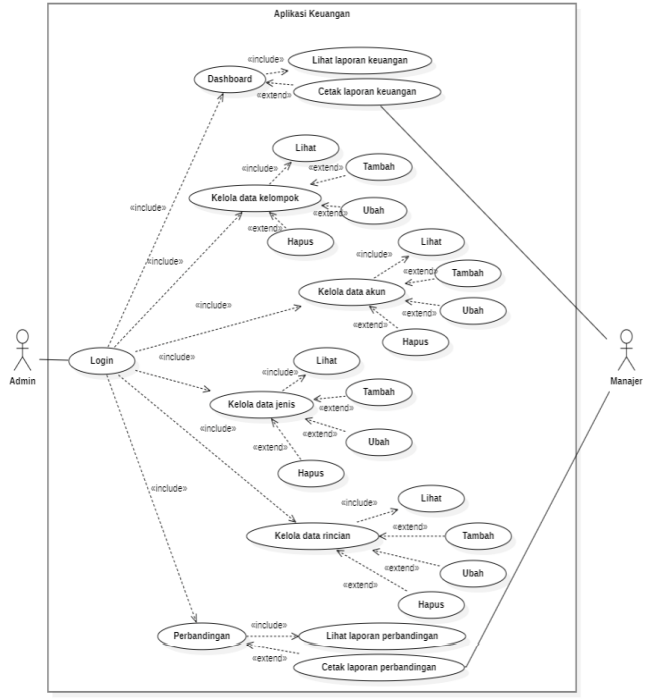 Aplikasi Keuangan
«include»
Lihat laporan keuangan
Dashboard
Cetak laporan keuangan
«extend»
Lihat
«include»
«extend»
Tambah
Kelola data kelompok
«include»
Ubah
«extend»
«extend»
Hapus
Lihat
«include»
«include»
«extend»
Tambah
Kelola data akun
«include»
Ubah
«extend»
«extend»
Hapus
Login
«include»
Lihat
Admin
Manajer
«include»
Tambah
Kelola data jenis
«extend»
«include»
«extend»
Ubah
«extend»
Hapus
«include»
Lihat
«include»
«extend»
Kelola data rincian
Tambah
«extend»
Ubah
«extend»
Hapus
«include»
Perbandingan
Lihat laporan perbandingan
«extend»
Cetak laporan perbandingan